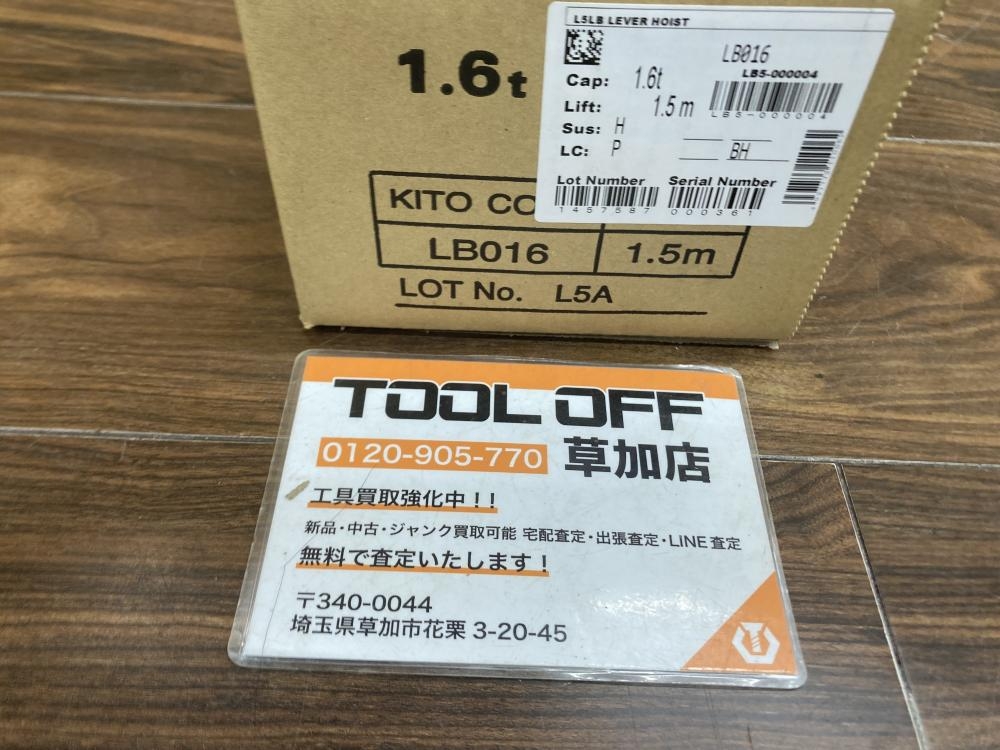 L5LB LEVER HOIST
LB016
LB5-000004
Cap: 1.6t
LB5-000004
Lift: 1.5m
Sus: H
LC: P BH
Lot Number Serial Number
1457587 000361
1.6t
KITO CO
LB016 1.5m
LOT No. L5A
TOOL OFF
0120-905-770 草加店
工具買取強化中!!
新品・中古・ジャンク買取可能 宅配査定・出張査定・LINE査定
無料で査定いたします!
〒340-0044
埼玉県草加市花栗 3-20-45